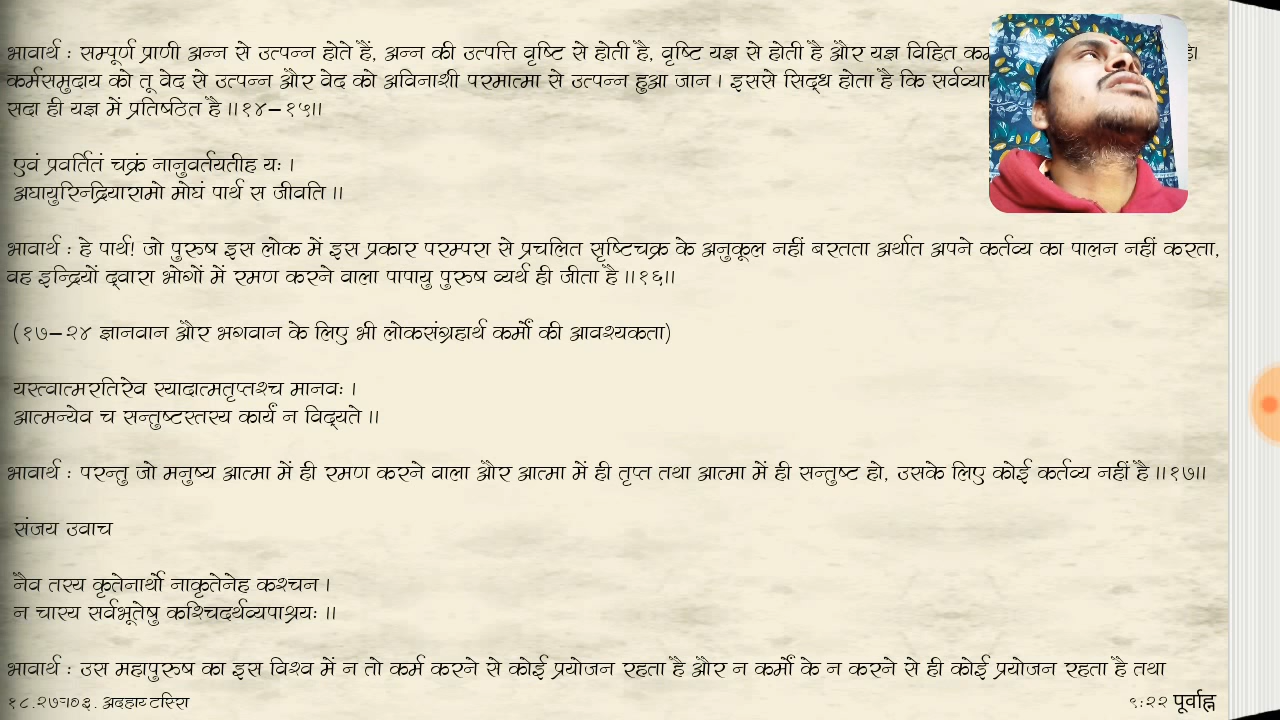 भावार्थ : सम्पूर्ण प्राणी अन्न से उत्पन्न होते हैं, अन्न की उत्पत्ति वृष्टि से होती है, वृष्टि यज्ञ से होती है और यज्ञ विहित
कर्मसमुदाय को तू वेद से उत्पन्न और वेद को अविनाशी परमात्मा से उत्पन्न हुआ जान । इससे सिद्ध होता है कि
सदा ही यज्ञ में प्रतिष्ठित है ॥१४-१५॥
एवं प्रवर्तितं चक्रं नानुवर्तयतीह यः ।
अघायुरिन्द्रियारामो मोघं पार्थ स जीवति ॥
भावार्थ : हे पार्थ! जो पुरुष इस लोक में इस प्रकार परम्परा से प्रचलित सृष्टिचक्र के अनुकूल नहीं बरतता अर्थात अपने कर्तव्य का पालन नहीं करता,
वह इन्द्रियों द्वारा भोगों में रमण करने वाला पापायु पुरुष व्यर्थ ही जीता है ॥१६॥
(१७-२४ ज्ञानवान और भगवान के लिए भी लोकसंग्रहार्थ कर्मों की आवश्यकता)
यस्त्वात्मरतिरेव स्यादात्मतृप्तश्च मानवः ।
आत्मन्येव च सन्तुष्टस्तस्य कार्यं न विद्यते ॥
भावार्थ : परन्तु जो मनुष्य आत्मा में ही रमण करने वाला और आत्मा में ही तृप्त तथा आत्मा में ही सन्तुष्ट हो, उसके लिए कोई कर्तव्य नहीं है ॥१७॥
संजय उवाच
नैव तस्य कृतेनार्थो नाकृतेनेह कश्चन ।
न चास्य सर्वभूतेषु कश्चिदर्थव्यपाश्रयः ॥
भावार्थ : उस महापुरुष का इस विश्व में न तो कर्म करने से कोई प्रयोजन रहता है और न कर्मों के न करने से ही कोई प्रयोजन रहता है तथा
९:२२ पूर्वाह्न